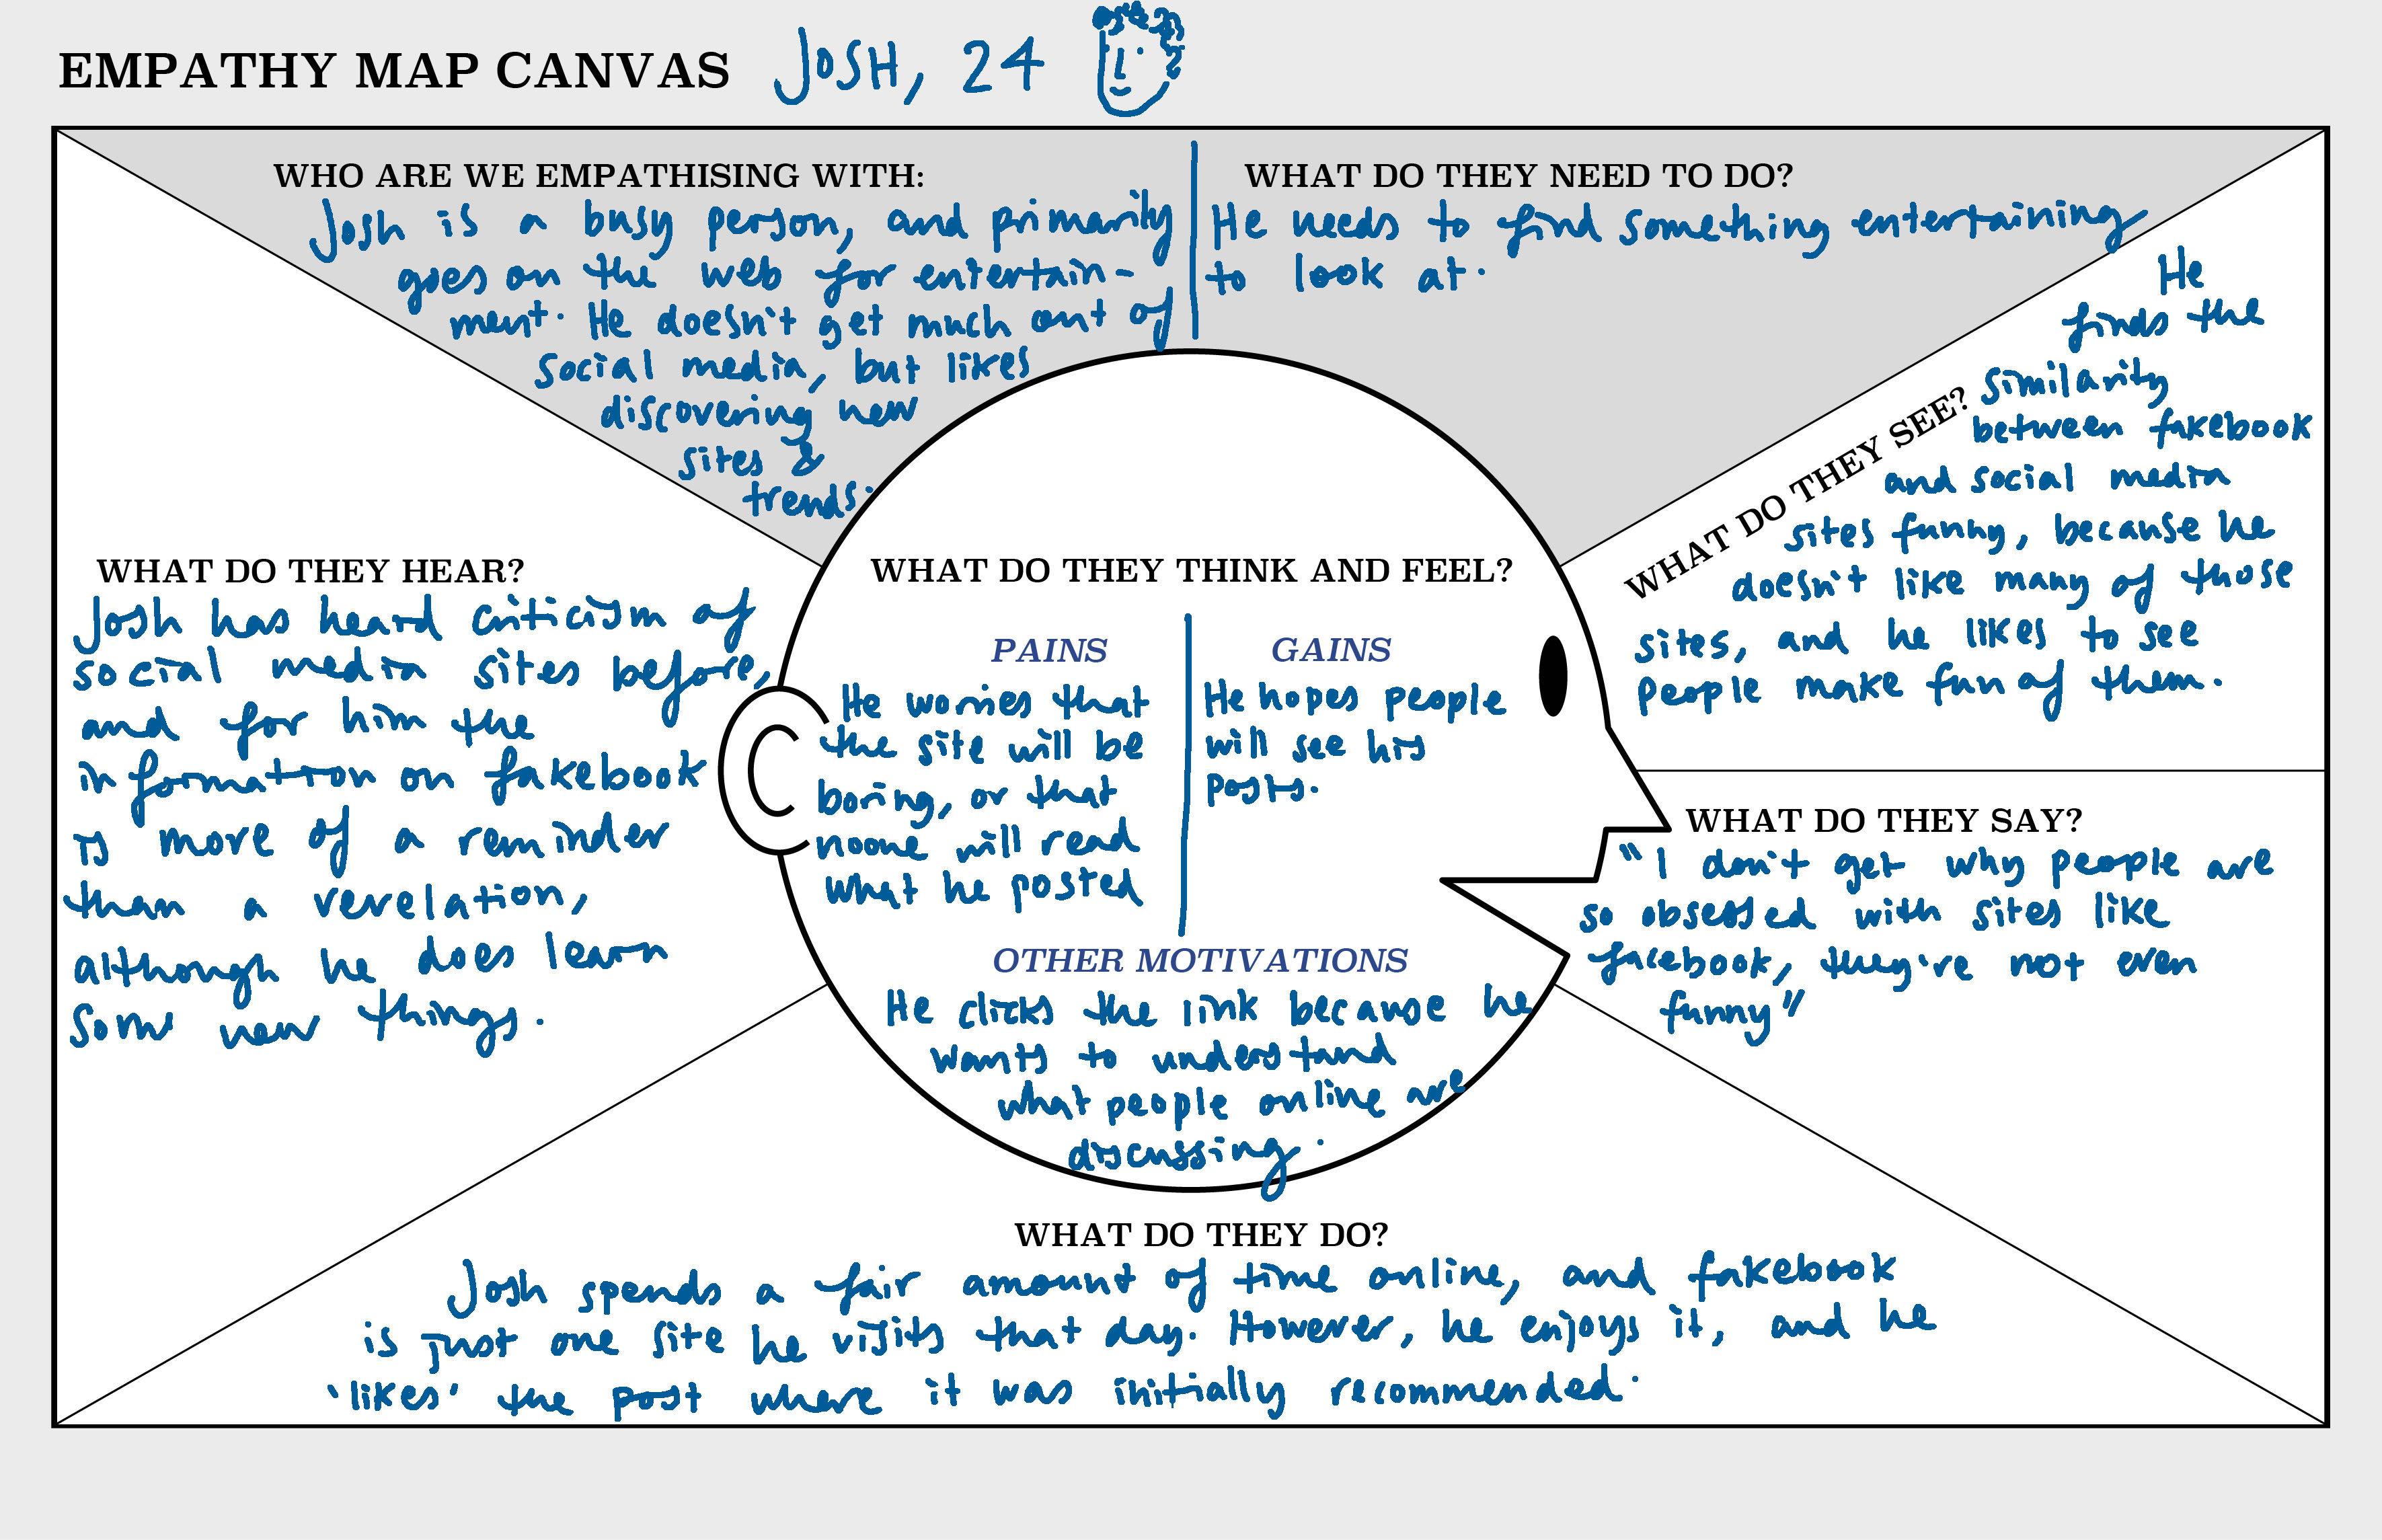 EMPATHY MAP CANVAS JOSH, 24
WHO ARE WE EMPATHISING WITH:
Josh is a busy person, and primarily
goes on the web for entertain-
ment. He doesn't get much out of
social media, but likes
discovering new
sites &
trends.
WHAT DO THEY NEED TO DO?
He needs to find something entertaining
to look at.
WHAT DO THEY SEE?
He
finds the
similarity
between fakebook
and social media
sites funny, because he
doesn't like many of those
sites, and he likes to see
people make fun of them.
WHAT DO THEY HEAR?
Josh has heard criticism of
social media sites before,
and for him the
information on fakebook
is more of a reminder
than a revelation,
although he does learn
some new things.
WHAT DO THEY THINK AND FEEL?
PAINS
He worries that
the site will be
boring, or that
noone will read
what he posted
GAINS
He hopes people
will see his
posts.
OTHER MOTIVATIONS
He clicks the link because he
wants to understand
what people online are
discussing.
WHAT DO THEY SAY?
"I don't get why people are
so obsessed with sites like
facebook, they're not even
funny"
WHAT DO THEY DO?
Josh spends a fair amount of time online, and fakebook
is just one site he visits that day. However, he enjoys it, and he
'likes' the post where it was initially recommended.